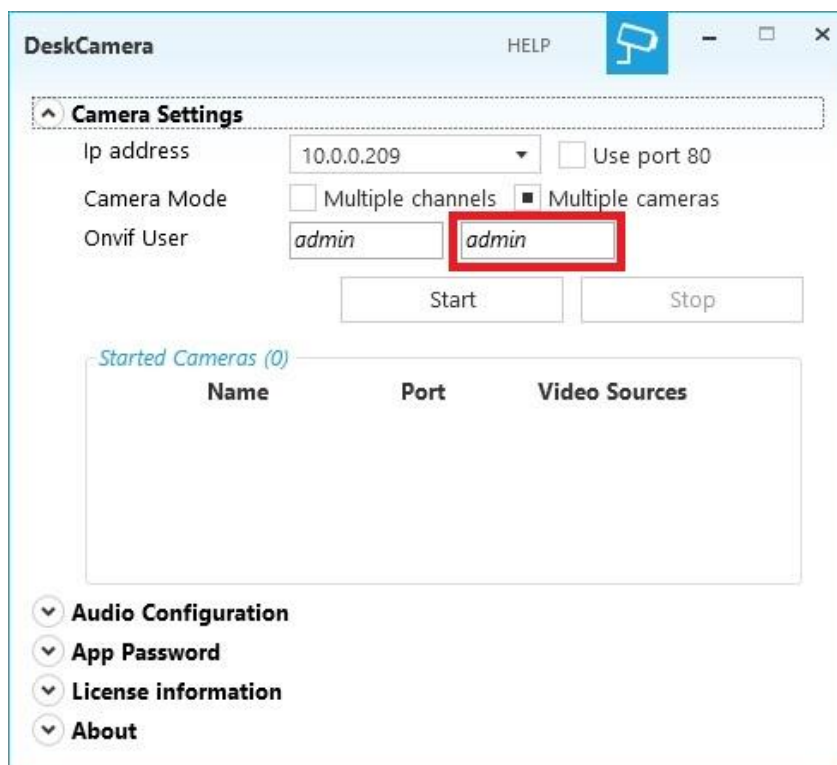 DeskCamera HELP
Camera Settings
Ip address 10.0.0.209 Use port 80
Camera Mode Multiple channels Multiple cameras
Onvif User admin admin
Start Stop
Started Cameras (0)
Name Port Video Sources
Audio Configuration
App Password
License information
About